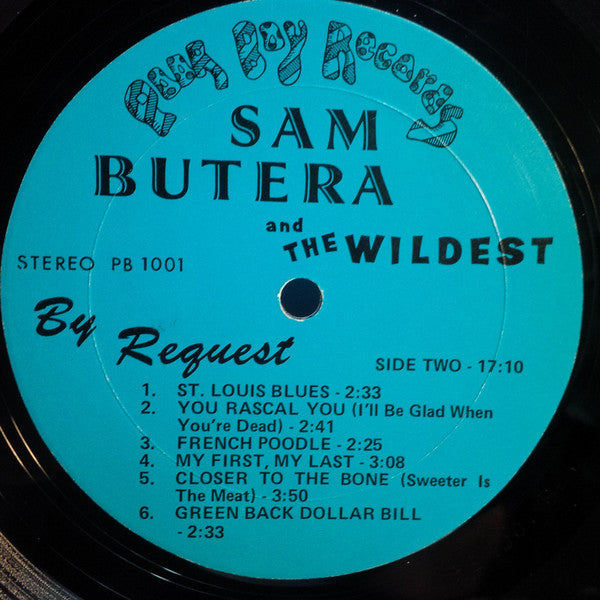 Paar Boy Records
SAM
BUTERA
and
THE WILDEST
STEREO PB 1001
By Request
SIDE TWO - 17:10
1. ST. LOUIS BLUES - 2:33
2. YOU RASCAL YOU (I'll Be Glad When
You're Dead) - 2:41
3. FRENCH POODLE - 2:25
4. MY FIRST, MY LAST - 3:08
5. CLOSER TO THE BONE (Sweeter Is
The Meat) - 3:50
6. GREEN BACK DOLLAR BILL
- 2:33